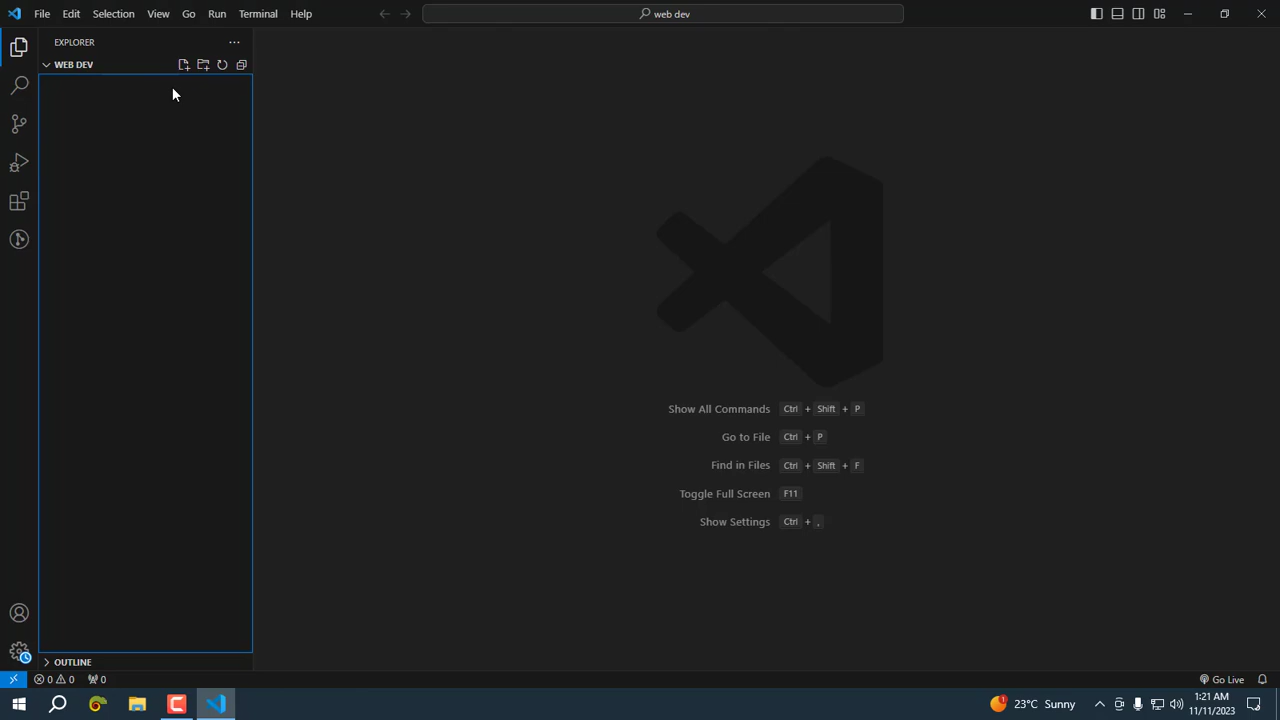 File Edit Selection View Go Run Terminal Help
web dev
EXPLORER
WEB DEV
Show All Commands Ctrl + Shift + P
Go to File Ctrl + P
Find in Files Ctrl + Shift + F
Toggle Full Screen F11
Show Settings Ctrl + ,
OUTLINE
0 0 0
Go Live
1
23°C Sunny
1:21 AM
11/11/2023